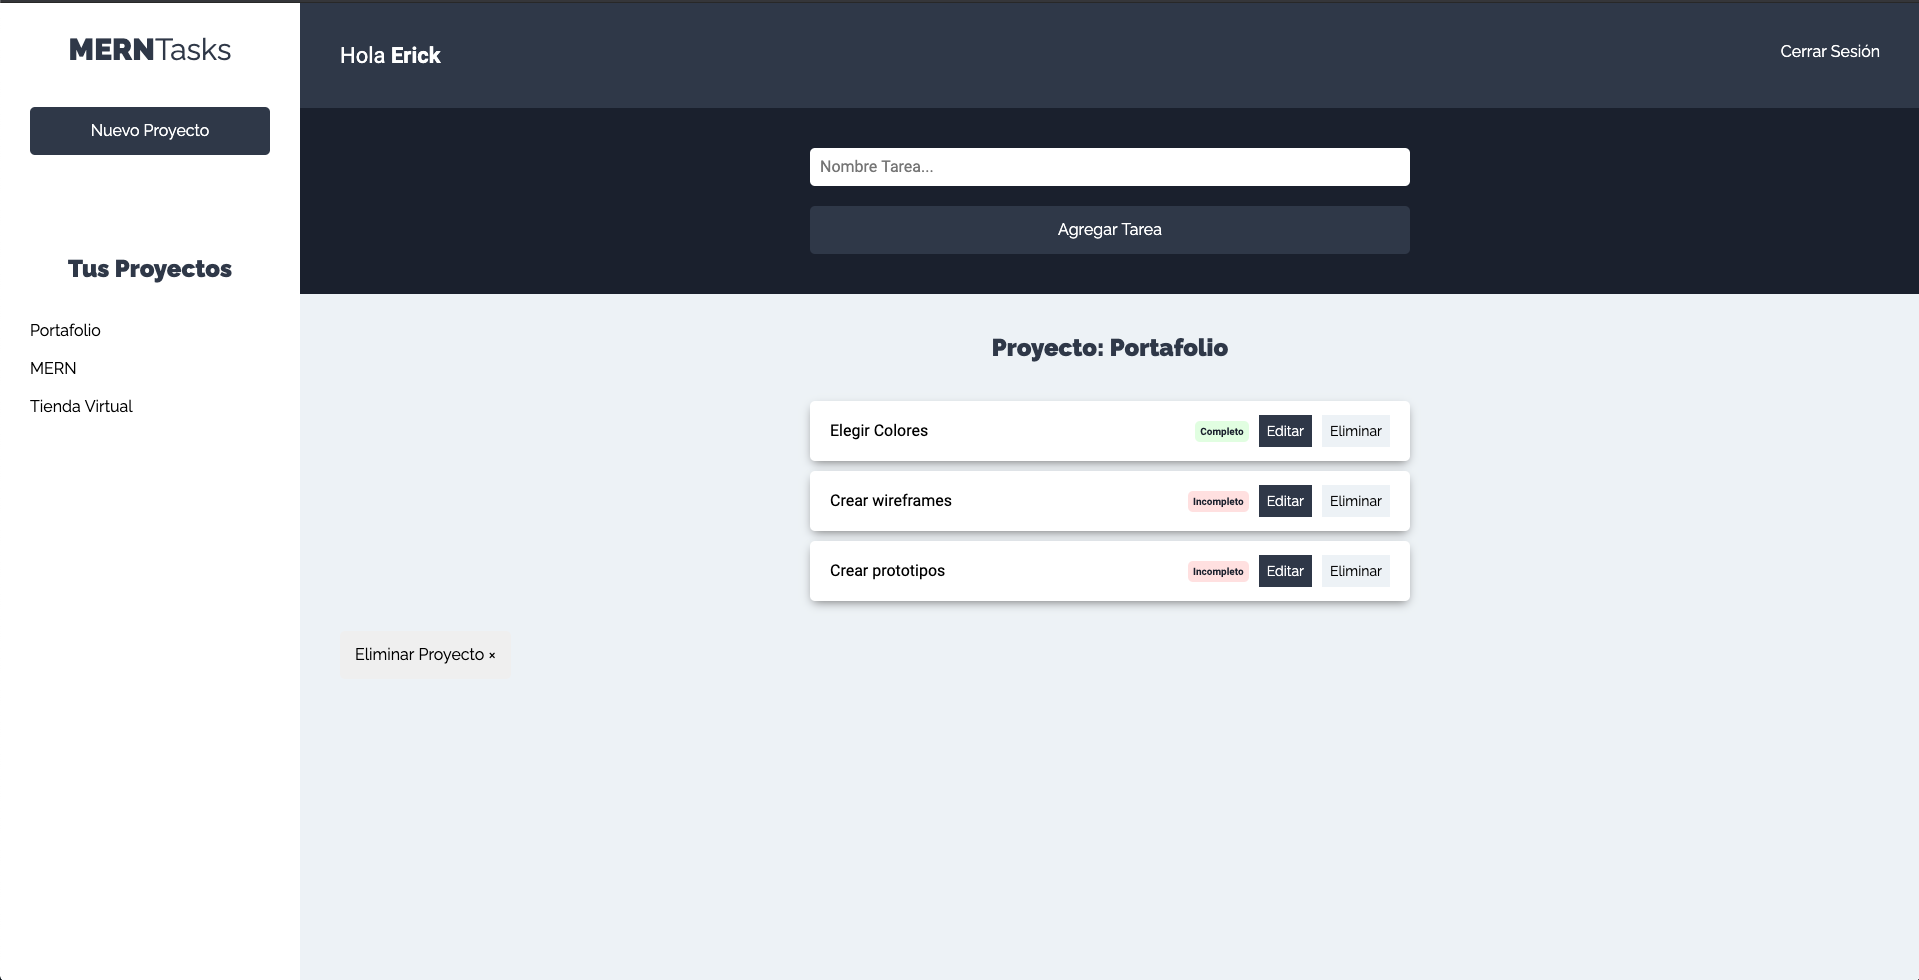 MERNTasks
Nuevo Proyecto
Tus Proyectos
Portafolio
MERN
Tienda Virtual
Hola Erick
Cerrar Sesión
Nombre Tarea...
Agregar Tarea
Proyecto: Portafolio
Elegir Colores Completo Editar Eliminar
Crear wireframes Incompleto Editar Eliminar
Crear prototipos Incompleto Editar Eliminar
Eliminar Proyecto ×